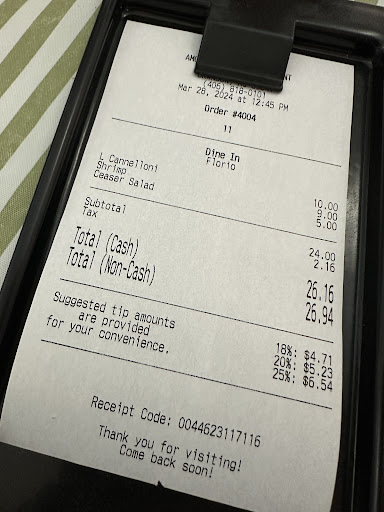 (405) 818-0101
Mar 28, 2024 at 12:45 PM
Order #4004
11
Dine In
Florio
L Cannelloni 10.00
Shrimp 9.00
Ceaser Salad 5.00
Subtotal 24.00
Tax 2.16
Total (Cash) 26.16
Total (Non-Cash) 26.94
Suggested tip amounts
are provided
for your convenience.
18%: $4.71
20%: $5.23
25%: $6.54
Receipt Code: 0044623117116
Thank you for visiting!
Come back soon!